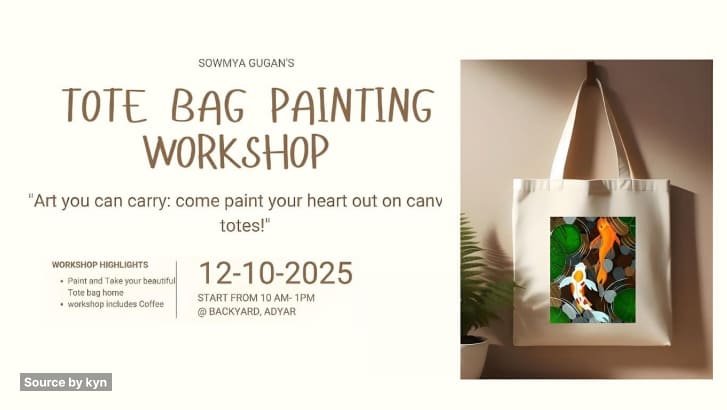 SOWMYA GUGAN'S
TOTE BAG PAINTING
WORKSHOP
"Art you can carry: come paint your heart out on canv
totes!"
WORKSHOP HIGHLIGHTS
• Paint and Take your beautiful
Tote bag home
• workshop includes Coffee
12-10-2025
START FROM 10 AM- 1PM
@ BACKYARD, ADYAR
Source by kyn